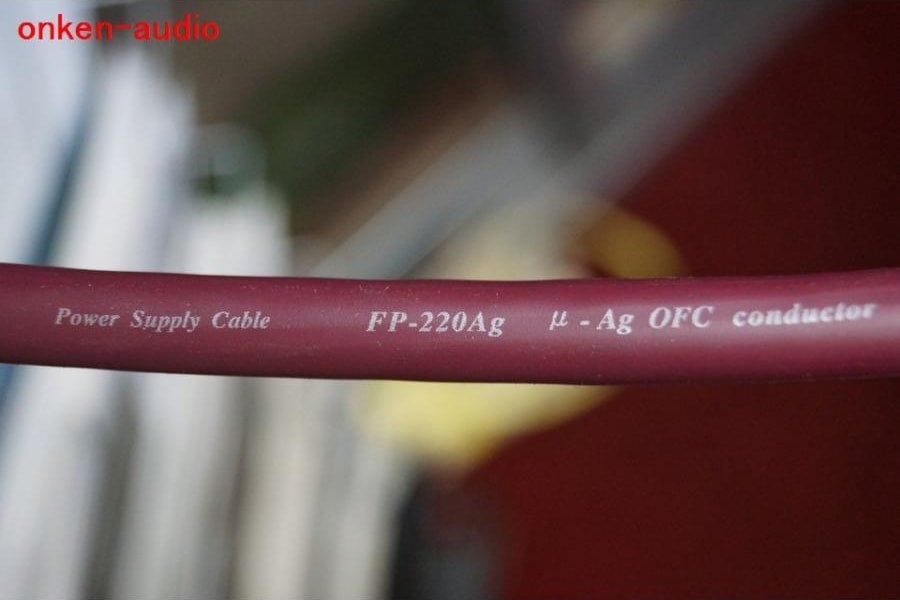 onken-audio
Power Supply Cable FP-220Ag μ-Ag OFC conductor